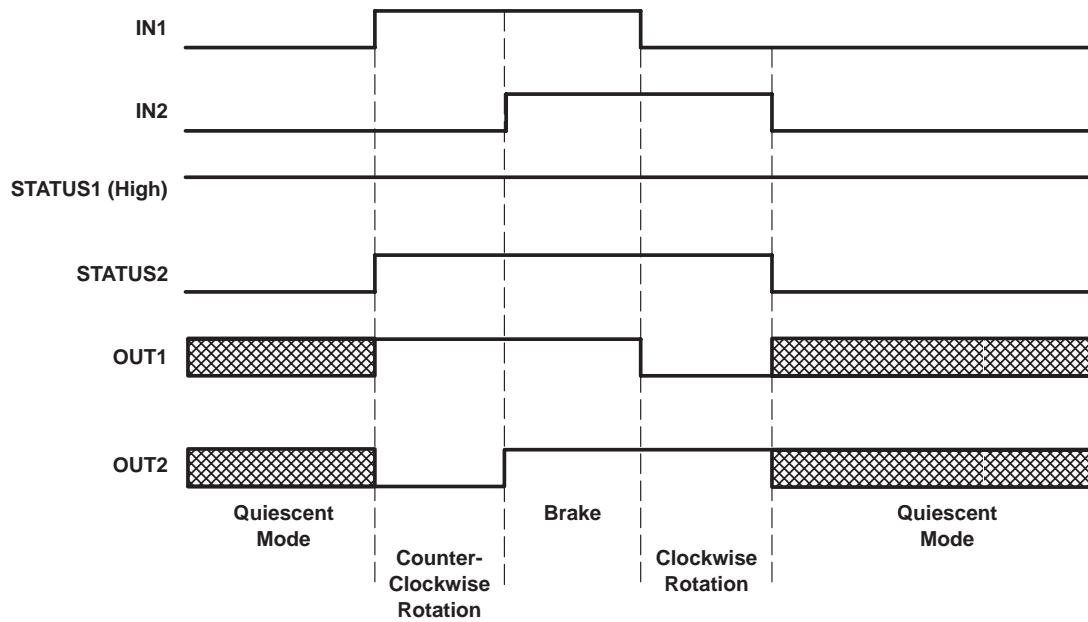 IN1
IN2
STATUS1 (High)
STATUS2
OUT1
OUT2
Quiescent
Mode
Counter-
Clockwise
Rotation
Brake
Clockwise
Rotation
Quiescent
Mode